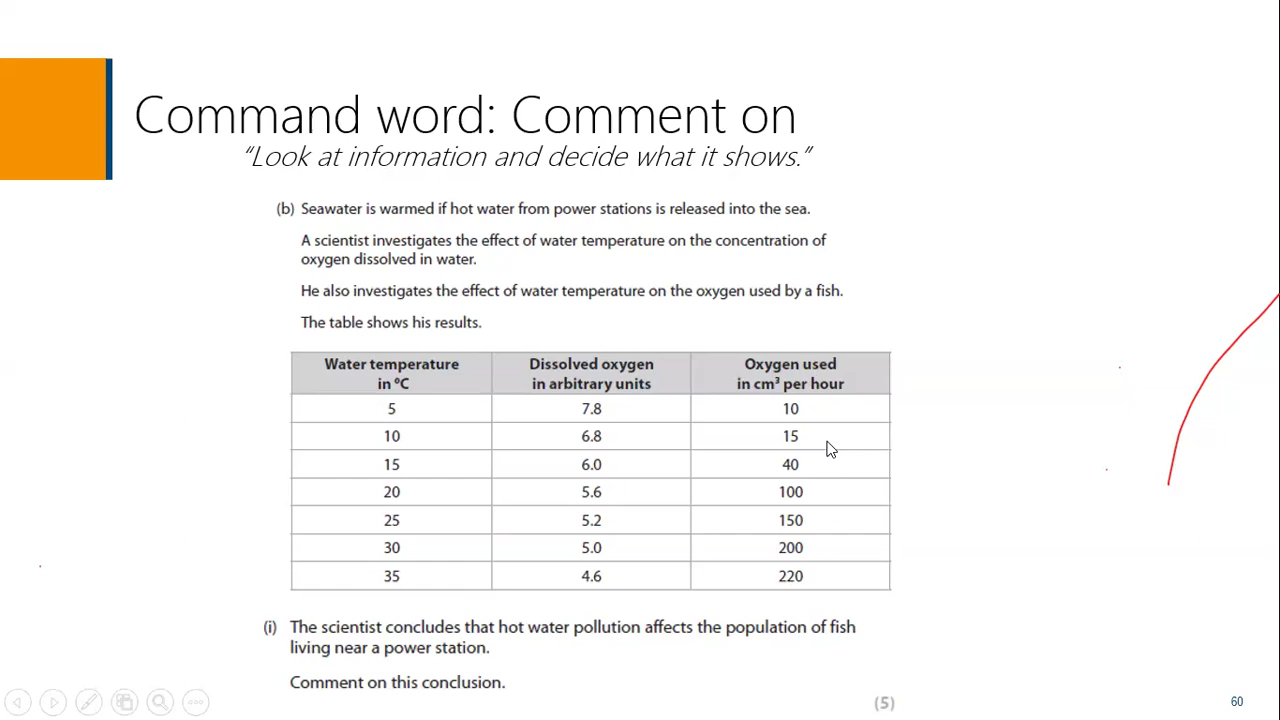 Command word: Comment on
“Look at information and decide what it shows.”
(b) Seawater is warmed if hot water from power stations is released into the sea.
A scientist investigates the effect of water temperature on the concentration of
oxygen dissolved in water.
He also investigates the effect of water temperature on the oxygen used by a fish.
The table shows his results.
Water temperature in ºC | Dissolved oxygen in arbitrary units | Oxygen used in cm³ per hour
5 7.8 10
10 6.8 15
15 6.0 40
20 5.6 100
25 5.2 150
30 5.0 200
35 4.6 220
(i) The scientist concludes that hot water pollution affects the population of fish
living near a power station.
Comment on this conclusion.
(5)
60